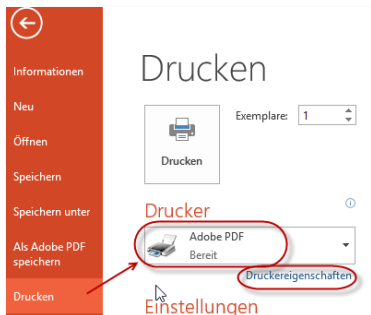 Informationen
Neu
Öffnen
Speichern
Speichern unter
Als Adobe PDF
speichern
Drucken
Drucken
Exemplare: 1
Drucken
Drucker
Adobe PDF
Bereit
Druckereigenschaften
Einstellungen